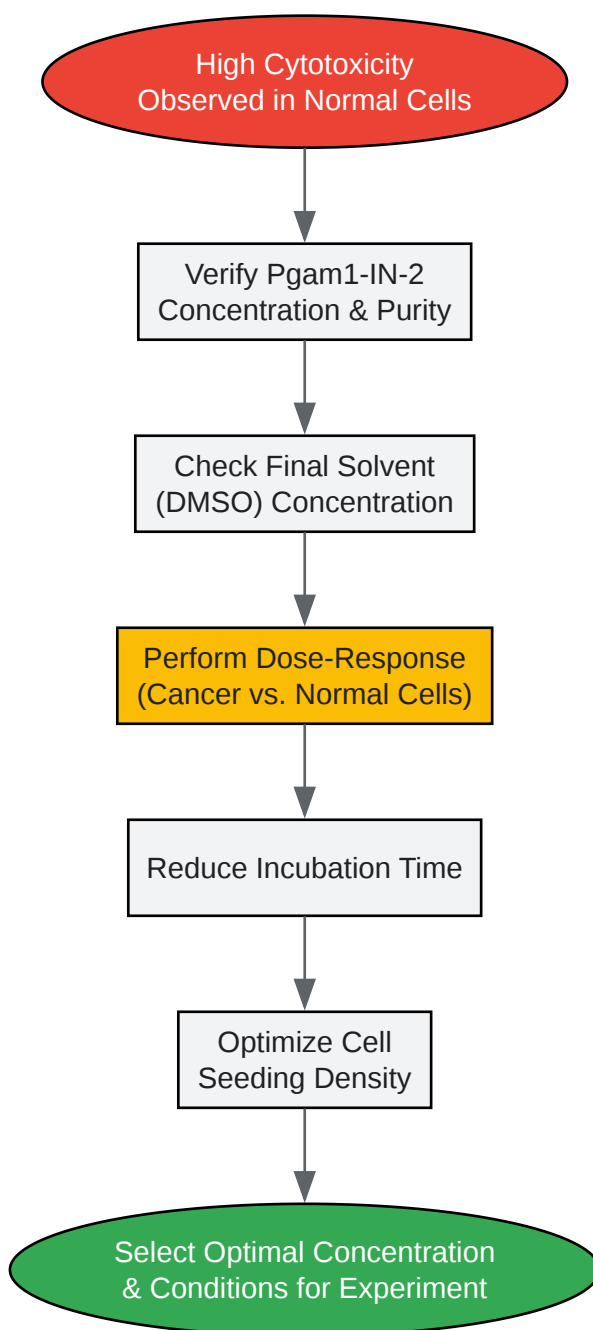 High Cytotoxicity
Observed in Normal Cells
Verify Pgam1-IN-2
Concentration & Purity
Check Final Solvent
(DMSO) Concentration
Perform Dose-Response
(Cancer vs. Normal Cells)
Reduce Incubation Time
Optimize Cell
Seeding Density
Select Optimal Concentration
& Conditions for Experiment